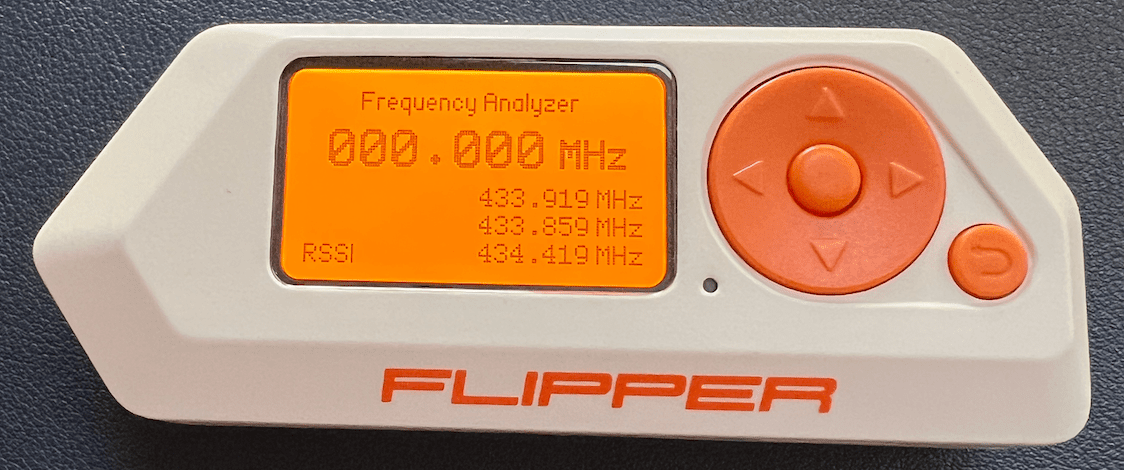 Frequency Analyzer
000.000 MHz
433.919 MHz
433.859 MHz
RSSI 434.419 MHz
FLIPPER